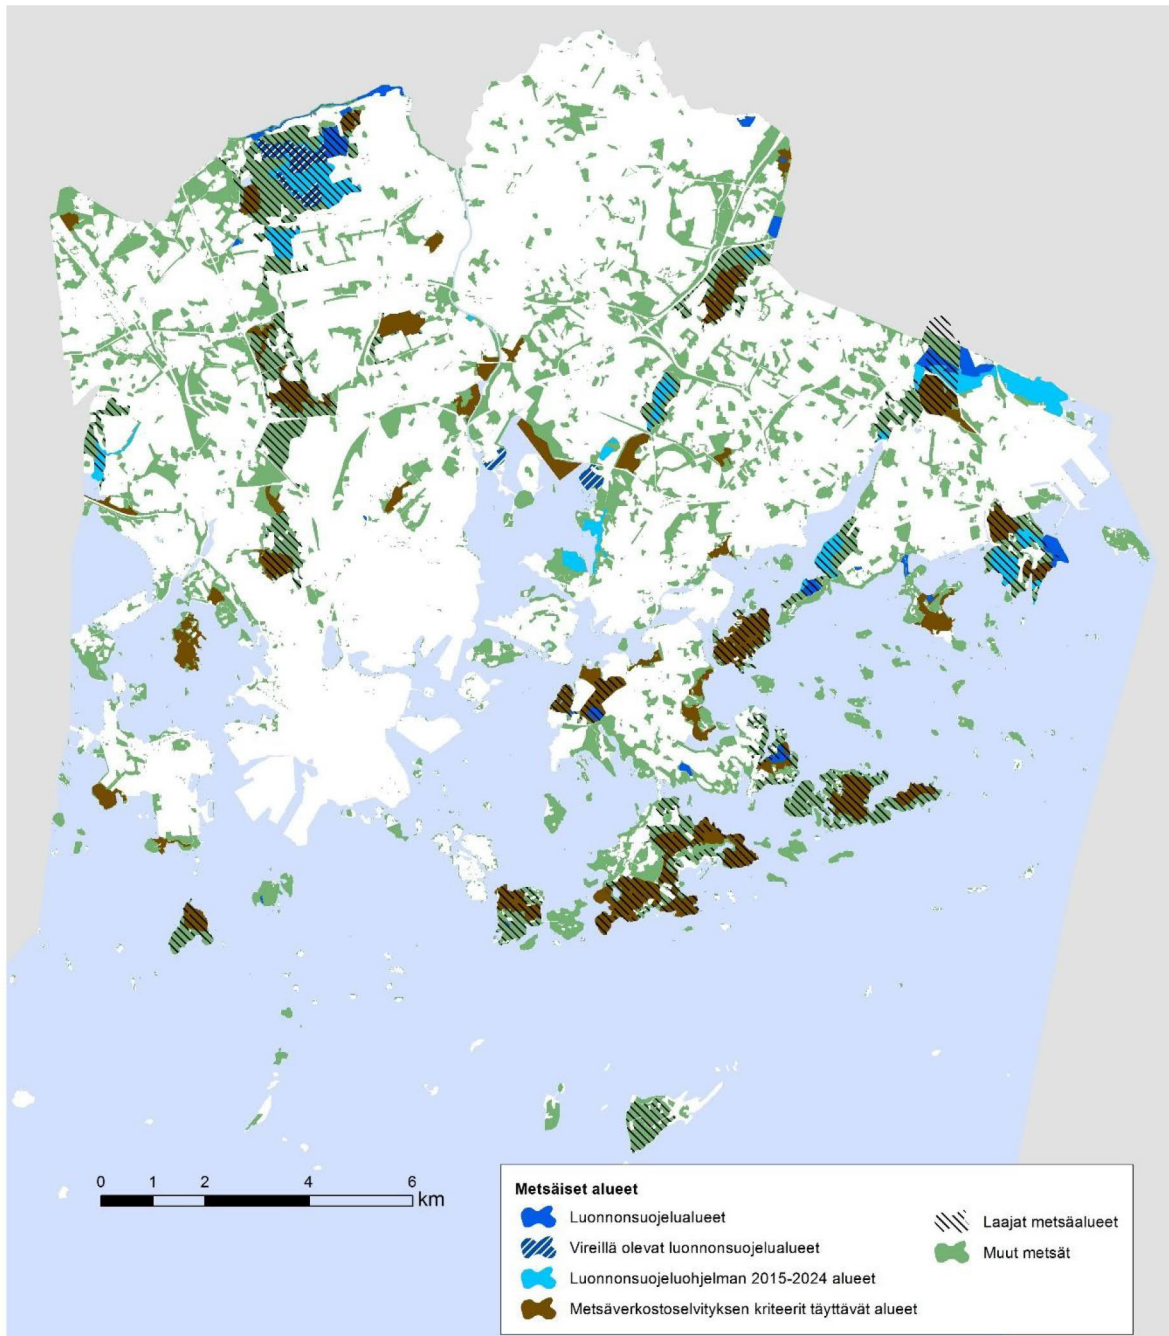 0 1 2 4 6 km
Metsäiset alueet
Luonnonsuojelualueet
Vireillä olevat luonnonsuojelualueet
Luonnonsuojeluohjelman 2015-2024 alueet
Metsäverkostoselvityksen kriteerit täyttävät alueet
Laajat metsäalueet
Muut metsät